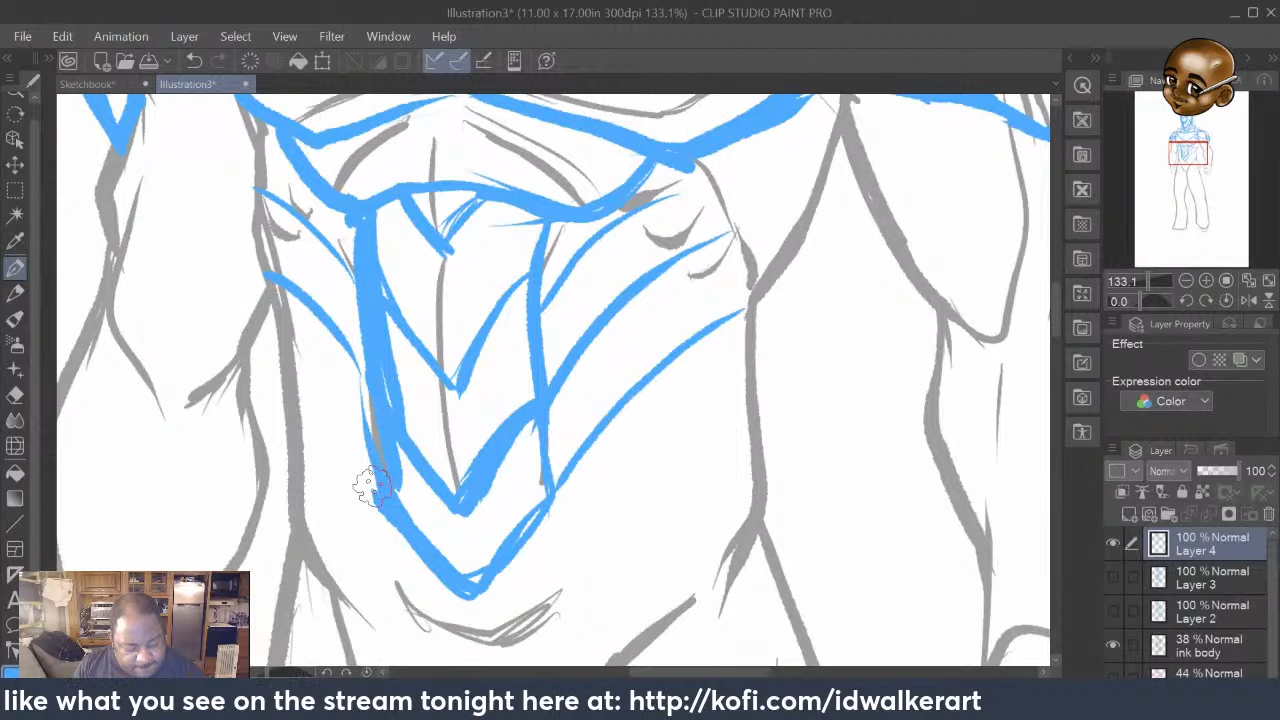 Illustration3* (11.00 x 17.00in 300dpi 133.1%) - CLIP STUDIO PAINT PRO
File Edit Animation Layer Select View Filter Window Help
Sketchbook* Illustration3*
133.1
0.0
Layer Property
Effect
Expression color
Color
Layer
100
100 % Normal
Layer 4
100 % Normal
Layer 3
100 % Normal
Layer 2
38 % Normal
ink body
44 % Normal
like what you see on the stream tonight here at: http://kofi.com/idwalkerart